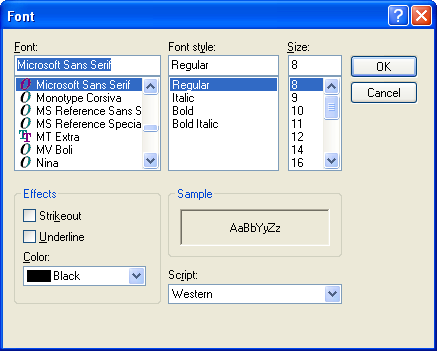 Font
Font: Font style: Size:
Microsoft Sans Serif Regular 8 OK
Microsoft Sans Serif Regular 8
Monotype Corsiva Italic 9 Cancel
MS Reference Sans S Bold 10
MS Reference Specia Bold Italic 11
MT Extra 12
MV Boli 14
Nina 16
Effects Sample
Strikeout
Underline AaBbYyZz
Color:
Black Script:
Western